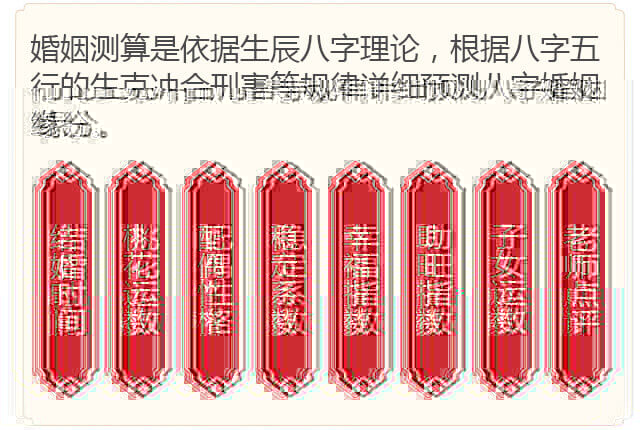 婚姻测算是依据生辰八字理论，根据八字五
行的生克冲合刑害等规律详细预测八字婚姻
缘分。
结婚时间
桃花运数
配偶性格
稳定系数
幸福指数
助旺指数
子女运数
老师点评